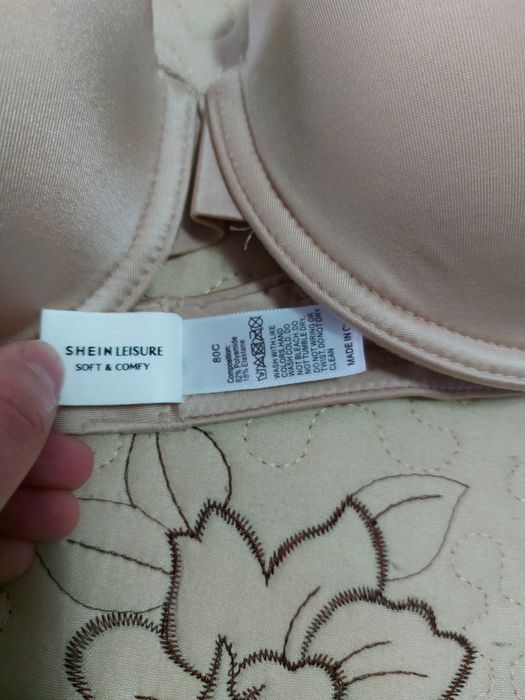 SHEIN LEISURE
SOFT & COMFY
80C
Composition:
82% Polyamide
18% Elastane
WASH WITH LIKE
COLORS.HAND
WASH COLD. DO
NOT BLEACH.DO
NOT TUMBLE DRY.
DO NOT WRING OR
TWIST.DO NOT DRY
CLEAN
MADE IN